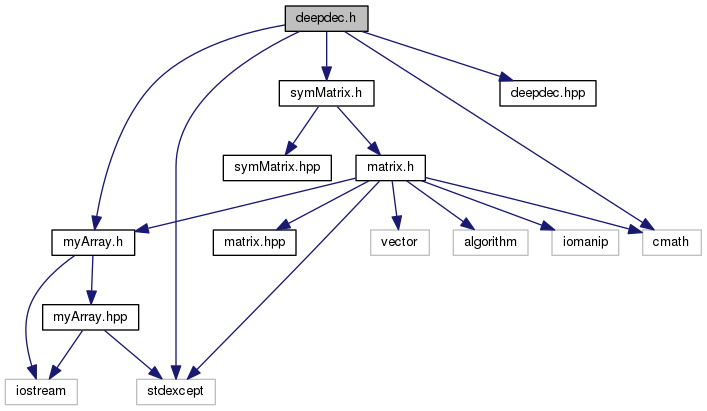 deepdec.h
symMatrix.h
deepdec.hpp
symMatrix.hpp
matrix.h
myArray.h
matrix.hpp
vector
algorithm
iomanip
cmath
myArray.hpp
iostream
stdexcept